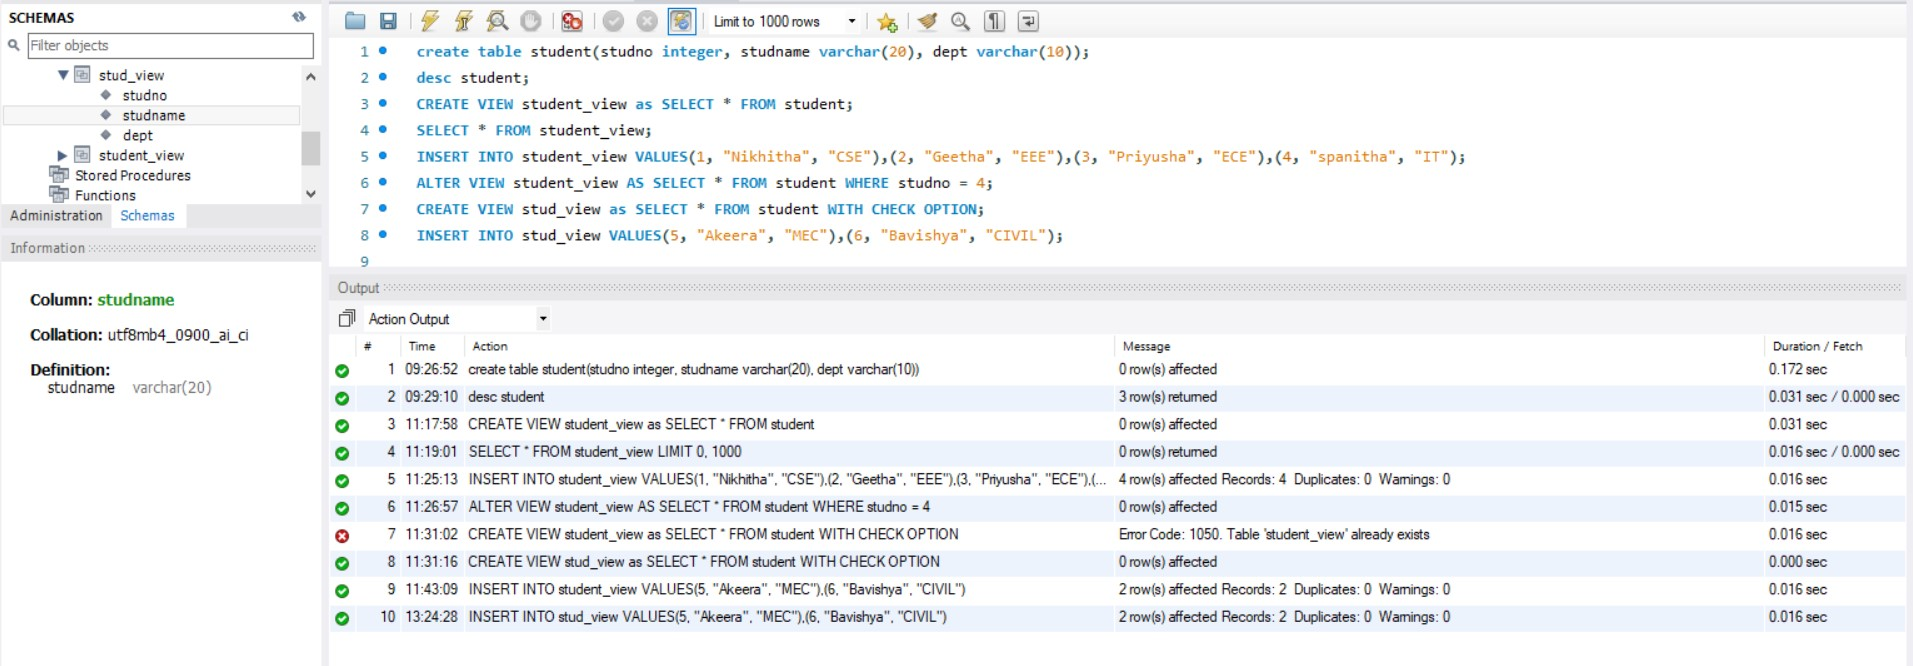 SCHEMAS
Filter objects
stud_view
studno
studname
dept
student_view
Stored Procedures
Functions
Administration Schemas
Information
Column: studname
Collation: utf8mb4_0900_ai_ci
Definition:
studname varchar(20)
Limit to 1000 rows
1 create table student(studno integer, studname varchar(20), dept varchar(10));
2 desc student;
3 CREATE VIEW student_view as SELECT * FROM student;
4 SELECT * FROM student_view;
5 INSERT INTO student_view VALUES(1, "Nikhitha", "CSE"),(2, "Geetha", "EEE"),(3, "Priyusha", "ECE"),(4, "spanitha", "IT");
6 ALTER VIEW student_view AS SELECT * FROM student WHERE studno = 4;
7 CREATE VIEW stud_view as SELECT * FROM student WITH CHECK OPTION;
8 INSERT INTO stud_view VALUES(5, "Akeera", "MEC"),(6, "Bavishya", "CIVIL");
9
Output
Action Output
# Time Action Message Duration / Fetch
1 09:26:52 create table student(studno integer, studname varchar(20), dept varchar(10)) 0 row(s) affected 0.172 sec
2 09:29:10 desc student 3 row(s) returned 0.031 sec / 0.000 sec
3 11:17:58 CREATE VIEW student_view as SELECT * FROM student 0 row(s) affected 0.031 sec
4 11:19:01 SELECT * FROM student_view LIMIT 0, 1000 0 row(s) returned 0.016 sec / 0.000 sec
5 11:25:13 INSERT INTO student_view VALUES(1, "Nikhitha", "CSE"),(2, "Geetha", "EEE"),(3, "Priyusha", "ECE"),(... 4 row(s) affected Records: 4 Duplicates: 0 Warnings: 0 0.016 sec
6 11:26:57 ALTER VIEW student_view AS SELECT * FROM student WHERE studno = 4 0 row(s) affected 0.015 sec
7 11:31:02 CREATE VIEW student_view as SELECT * FROM student WITH CHECK OPTION Error Code: 1050. Table 'student_view' already exists 0.016 sec
8 11:31:16 CREATE VIEW stud_view as SELECT * FROM student WITH CHECK OPTION 0 row(s) affected 0.000 sec
9 11:43:09 INSERT INTO student_view VALUES(5, "Akeera", "MEC"),(6, "Bavishya", "CIVIL") 2 row(s) affected Records: 2 Duplicates: 0 Warnings: 0 0.016 sec
10 13:24:28 INSERT INTO stud_view VALUES(5, "Akeera", "MEC"),(6, "Bavishya", "CIVIL") 2 row(s) affected Records: 2 Duplicates: 0 Warnings: 0 0.016 sec